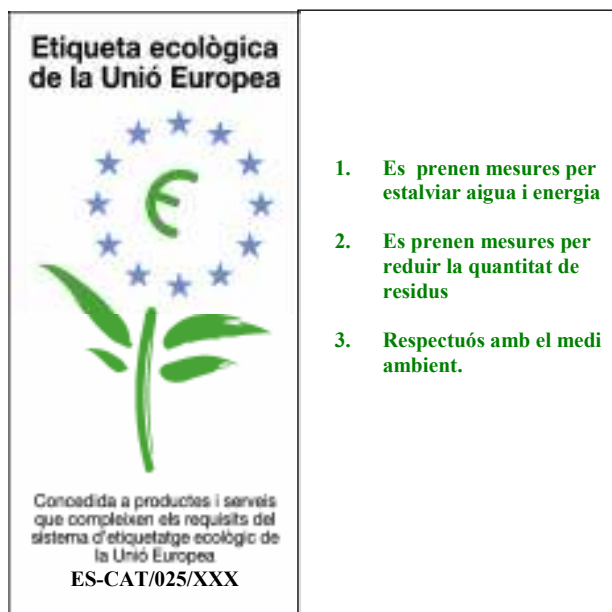 Etiqueta ecològica
de la Unió Europea
Concedida a productes i serveis
que compleixen els requisits del
sistema d'etiquetatge ecològic de
la Unió Europea
ES-CAT/025/XXX
1. Es prenen mesures per
estalviar aigua i energia
2. Es prenen mesures per
reduir la quantitat de
residus
3. Respectuós amb el medi
ambient.